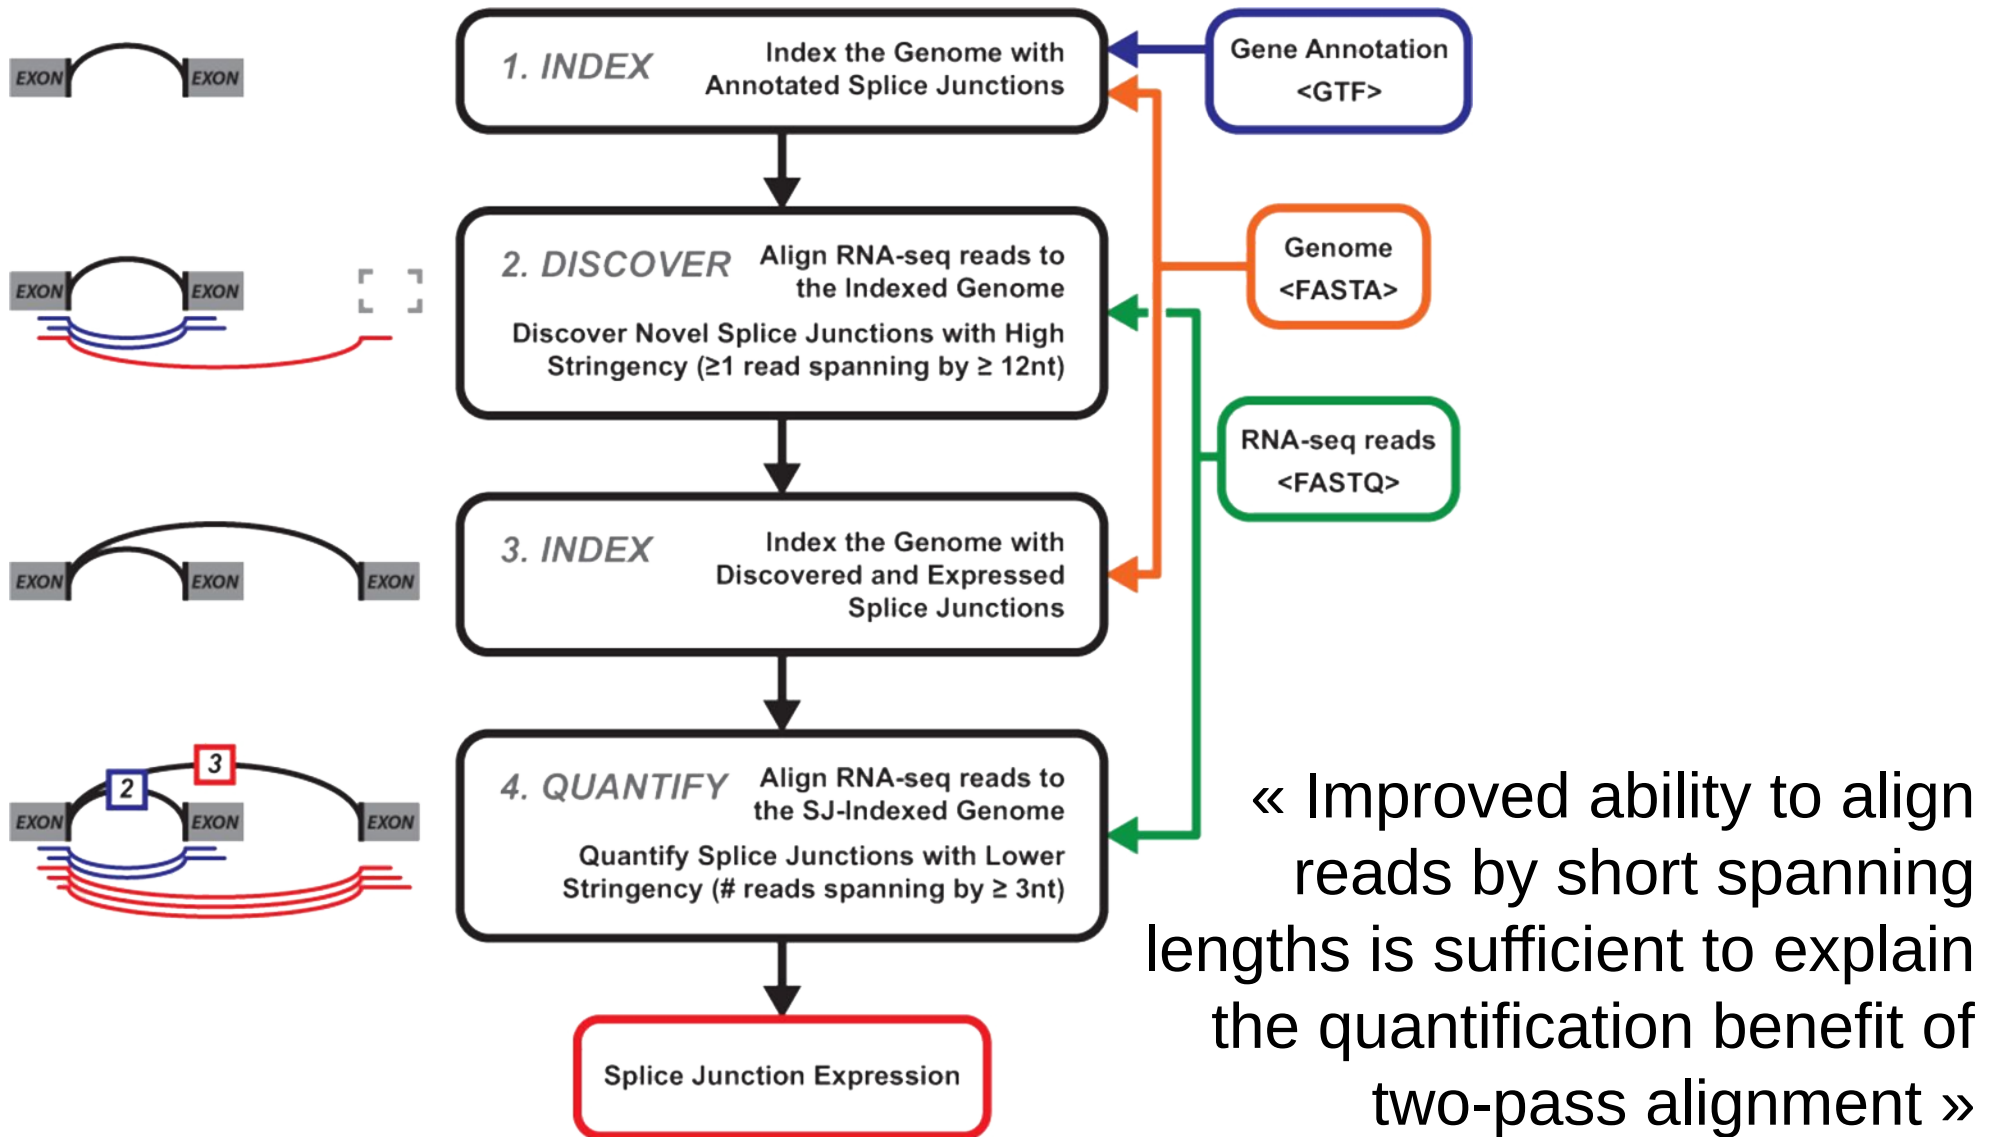 EXON
EXON
1. INDEX
Index the Genome with
Annotated Splice Junctions
Gene Annotation
<GTF>
EXON
EXON
2. DISCOVER
Align RNA-seq reads to
the Indexed Genome
Discover Novel Splice Junctions with High
Stringency (≥1 read spanning by ≥ 12nt)
Genome
<FASTA>
RNA-seq reads
<FASTQ>
EXON
EXON
EXON
3. INDEX
Index the Genome with
Discovered and Expressed
Splice Junctions
3
2
EXON
EXON
EXON
4. QUANTIFY
Align RNA-seq reads to
the SJ-Indexed Genome
Quantify Splice Junctions with Lower
Stringency (# reads spanning by ≥ 3nt)
Splice Junction Expression
« Improved ability to align
reads by short spanning
lengths is sufficient to explain
the quantification benefit of
two-pass alignment »